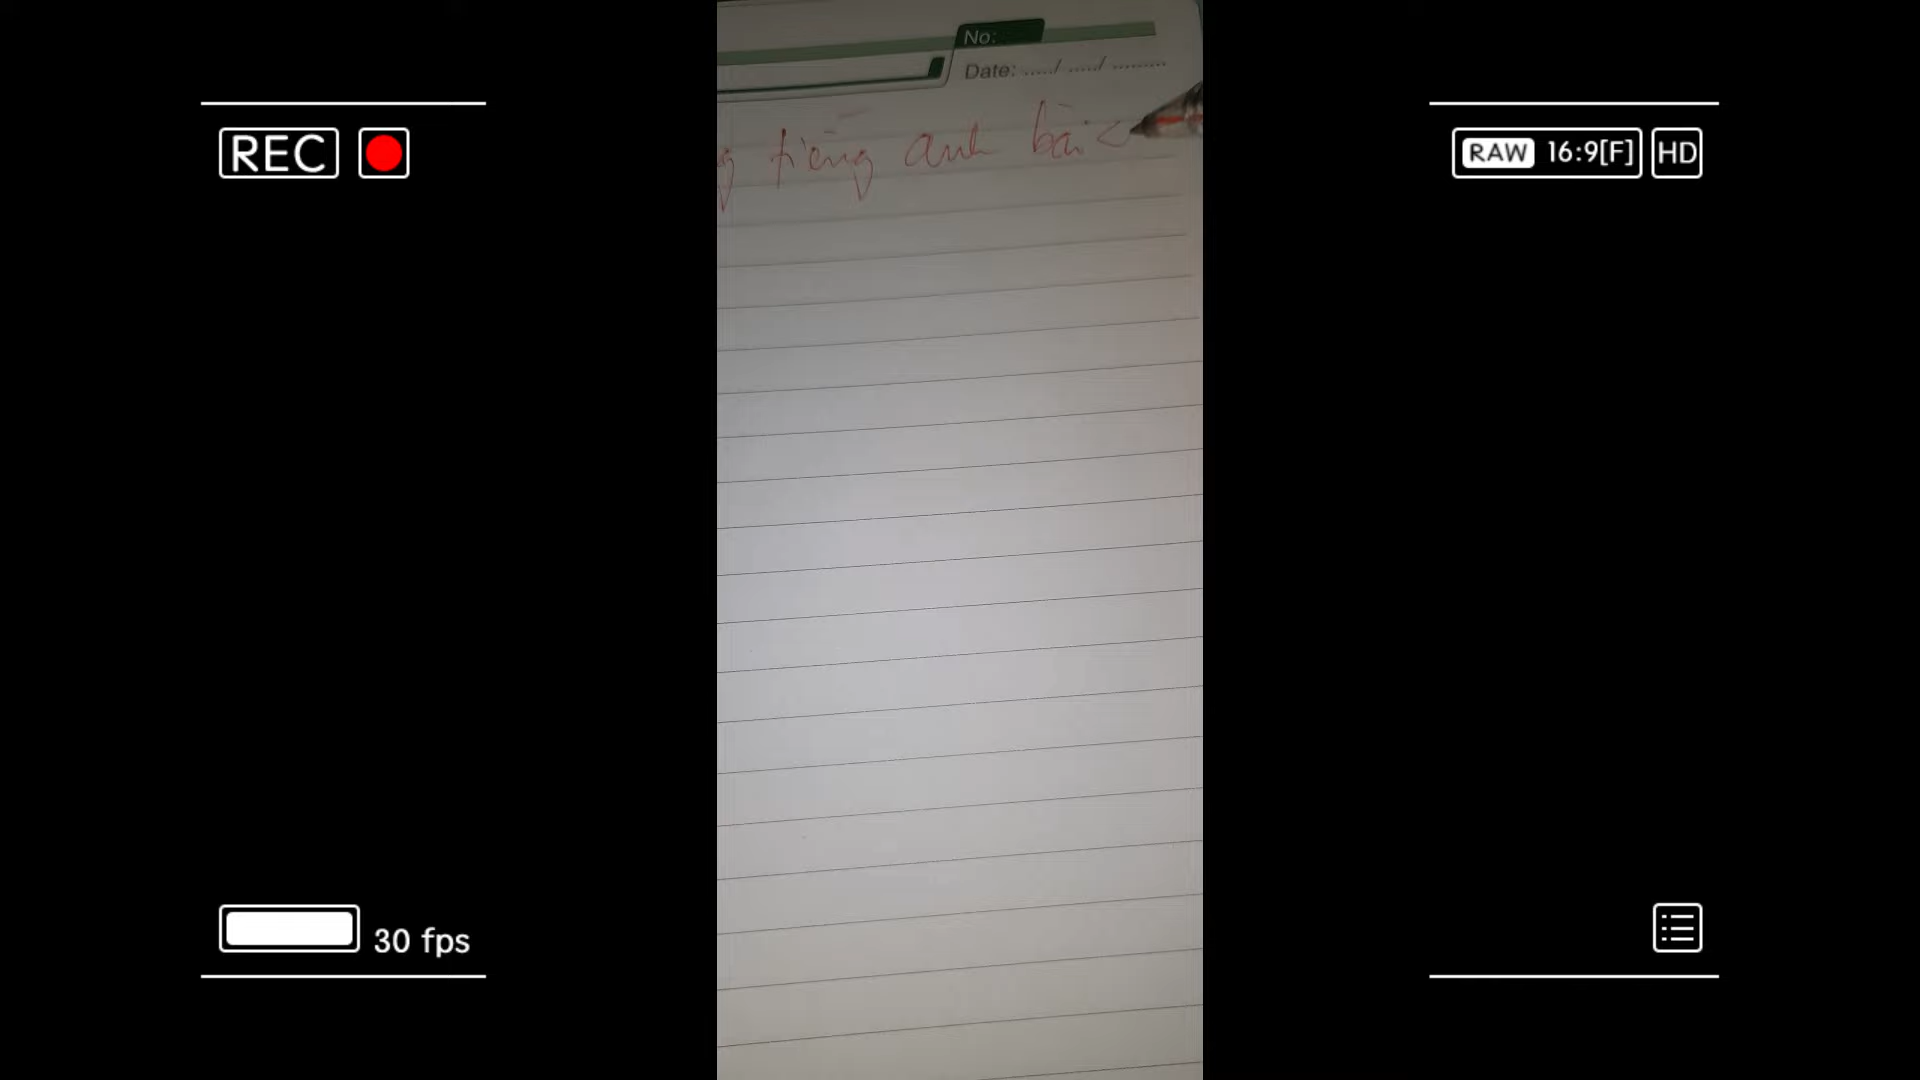 No:
Date: ...../ ...../ .........
REC
RAW 16:9[F] HD
g tiếng anh bài
30 fps